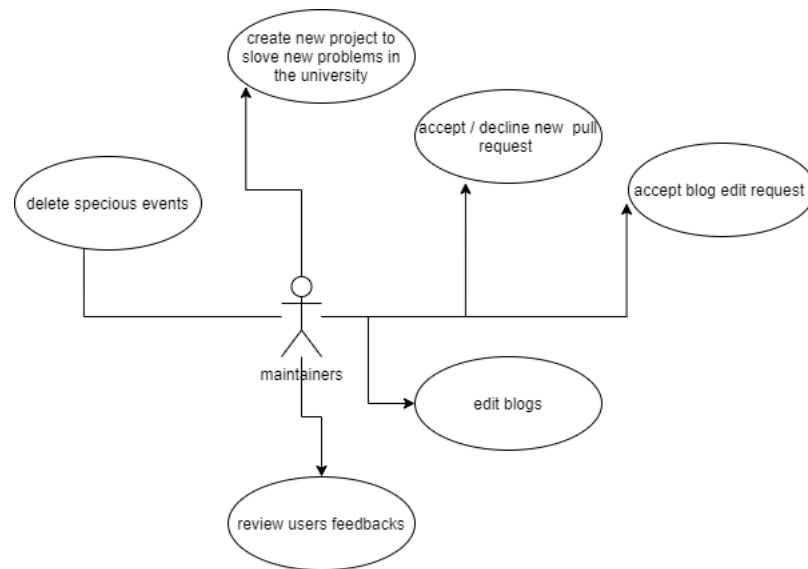 create new project to
slove new problems in
the university
accept / decline new pull
request
accept blog edit request
delete specious events
maintainers
edit blogs
review users feedbacks